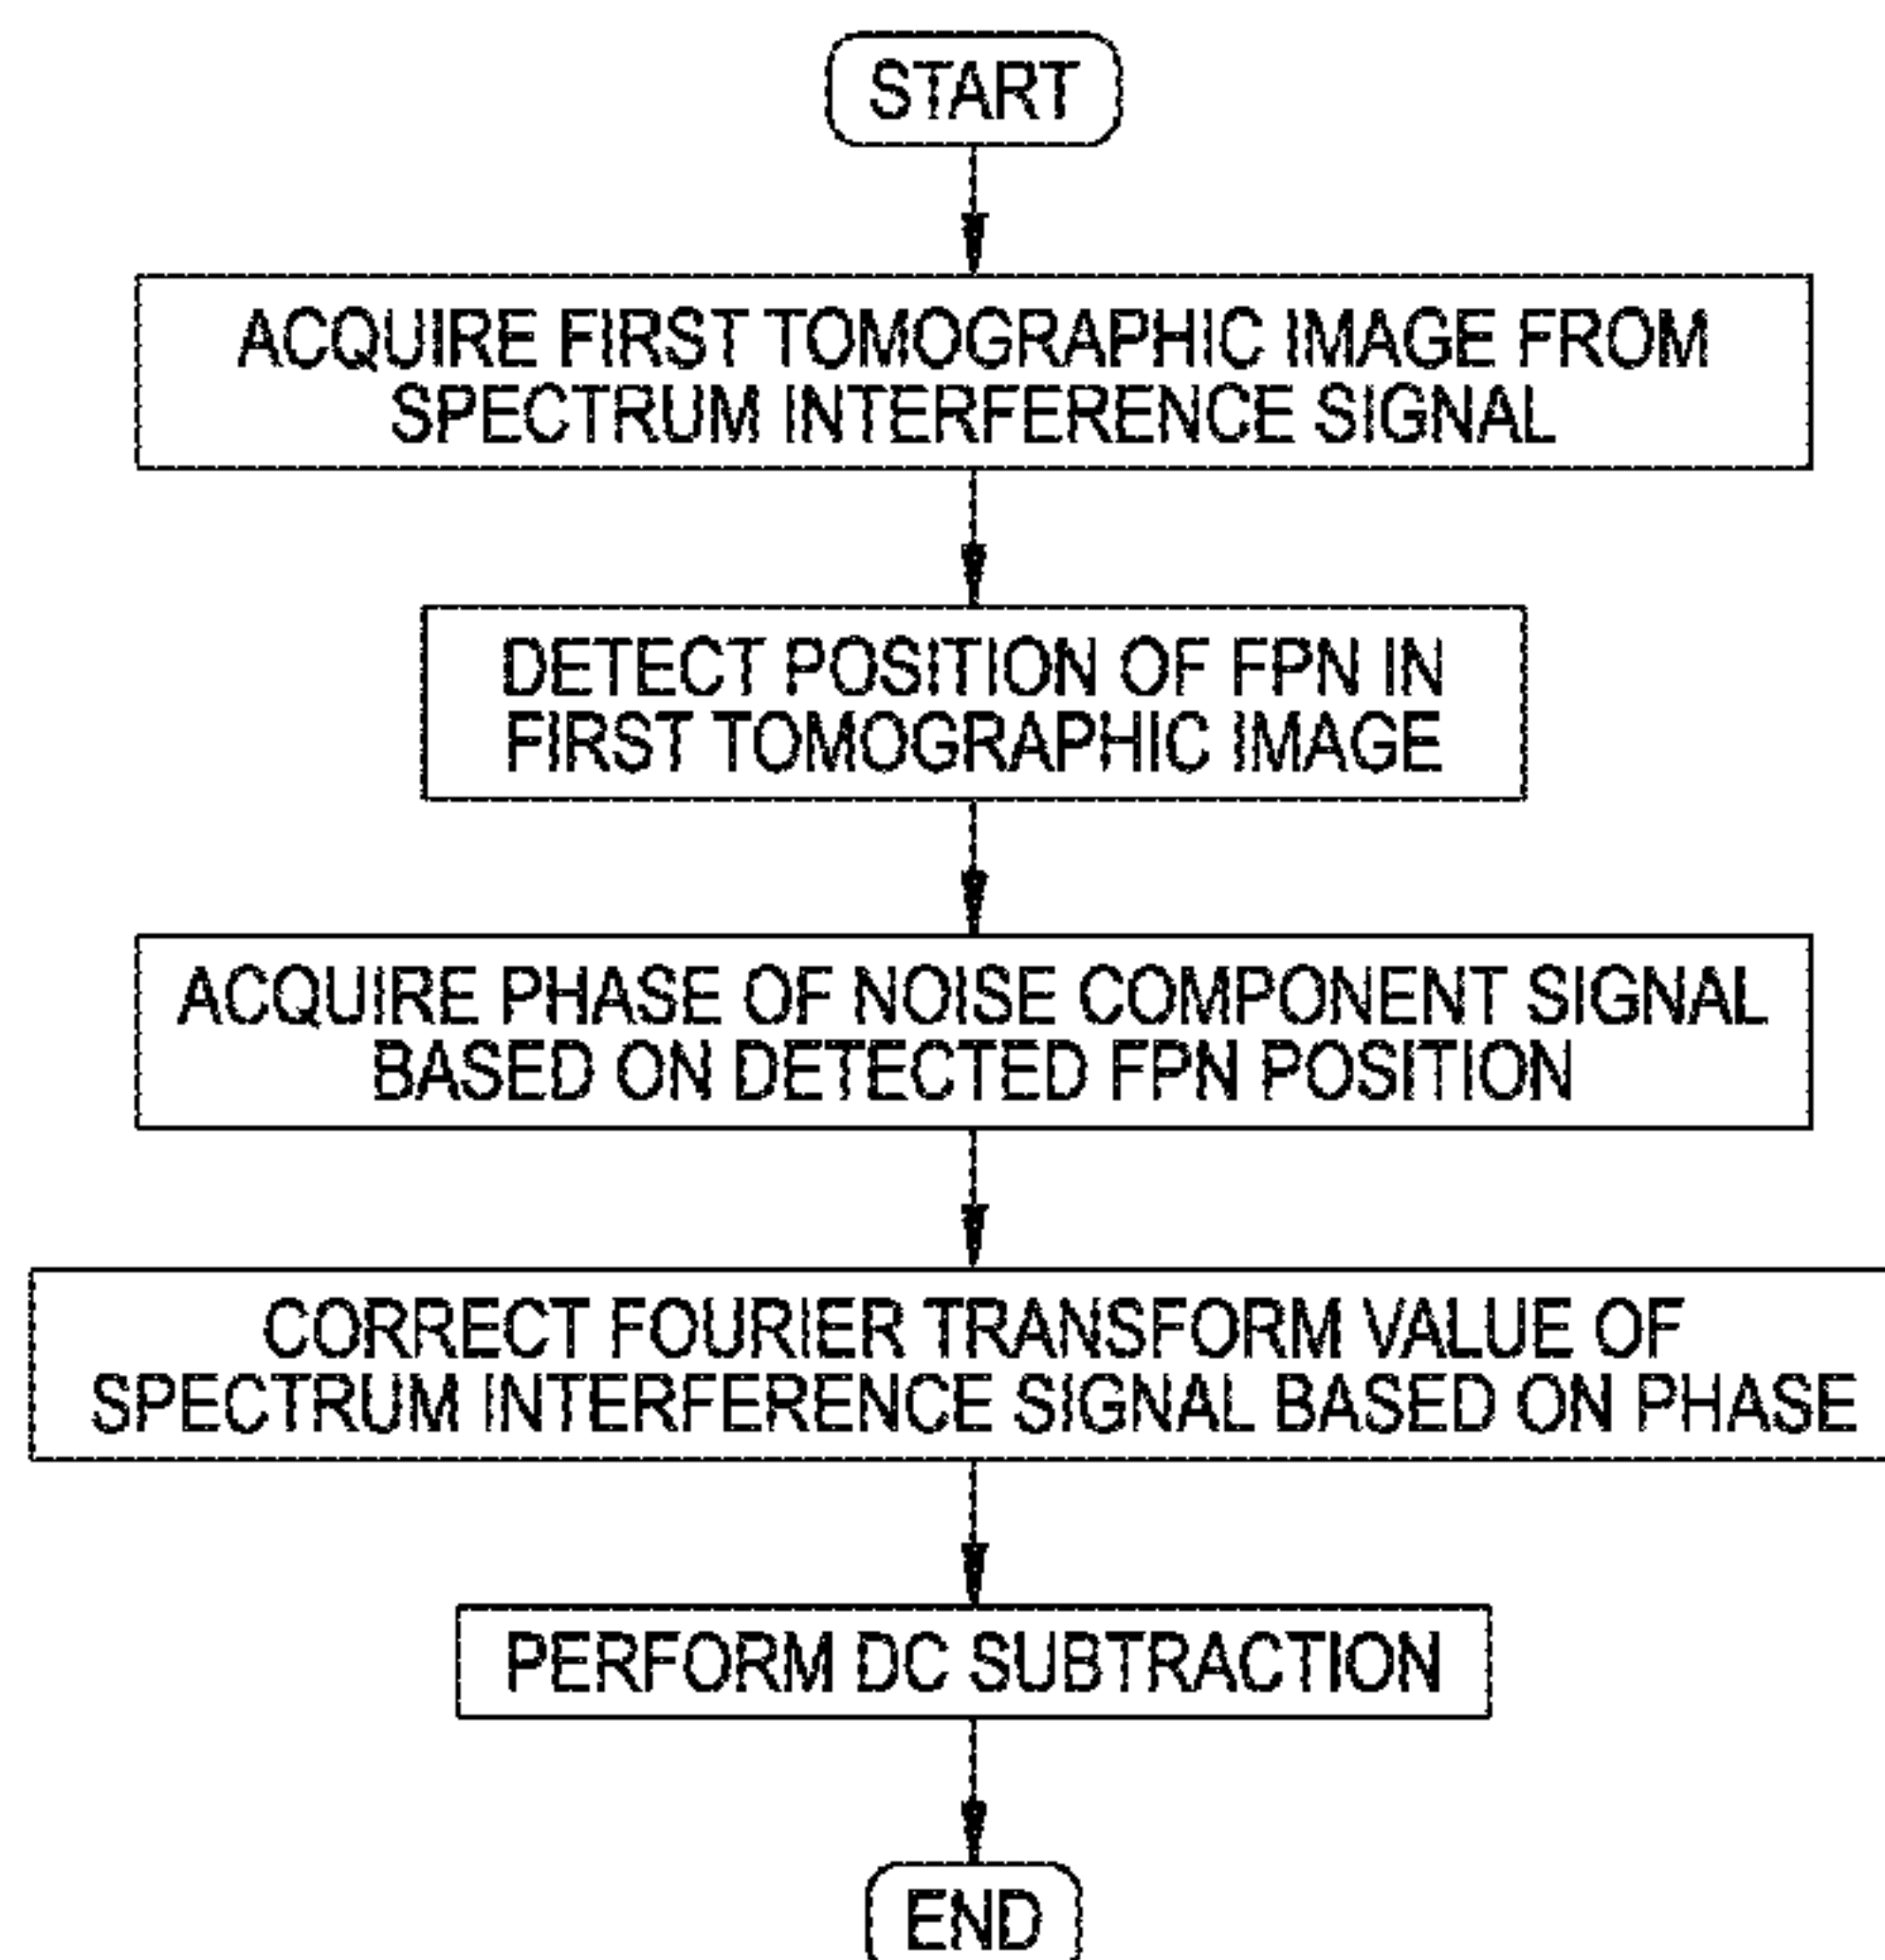 START
ACQUIRE FIRST TOMOGRAPHIC IMAGE FROM
SPECTRUM INTERFERENCE SIGNAL
DETECT POSITION OF FPN IN
FIRST TOMOGRAPHIC IMAGE
ACQUIRE PHASE OF NOISE COMPONENT SIGNAL
BASED ON DETECTED FPN POSITION
CORRECT FOURIER TRANSFORM VALUE OF
SPECTRUM INTERFERENCE SIGNAL BASED ON PHASE
PERFORM DC SUBTRACTION
END